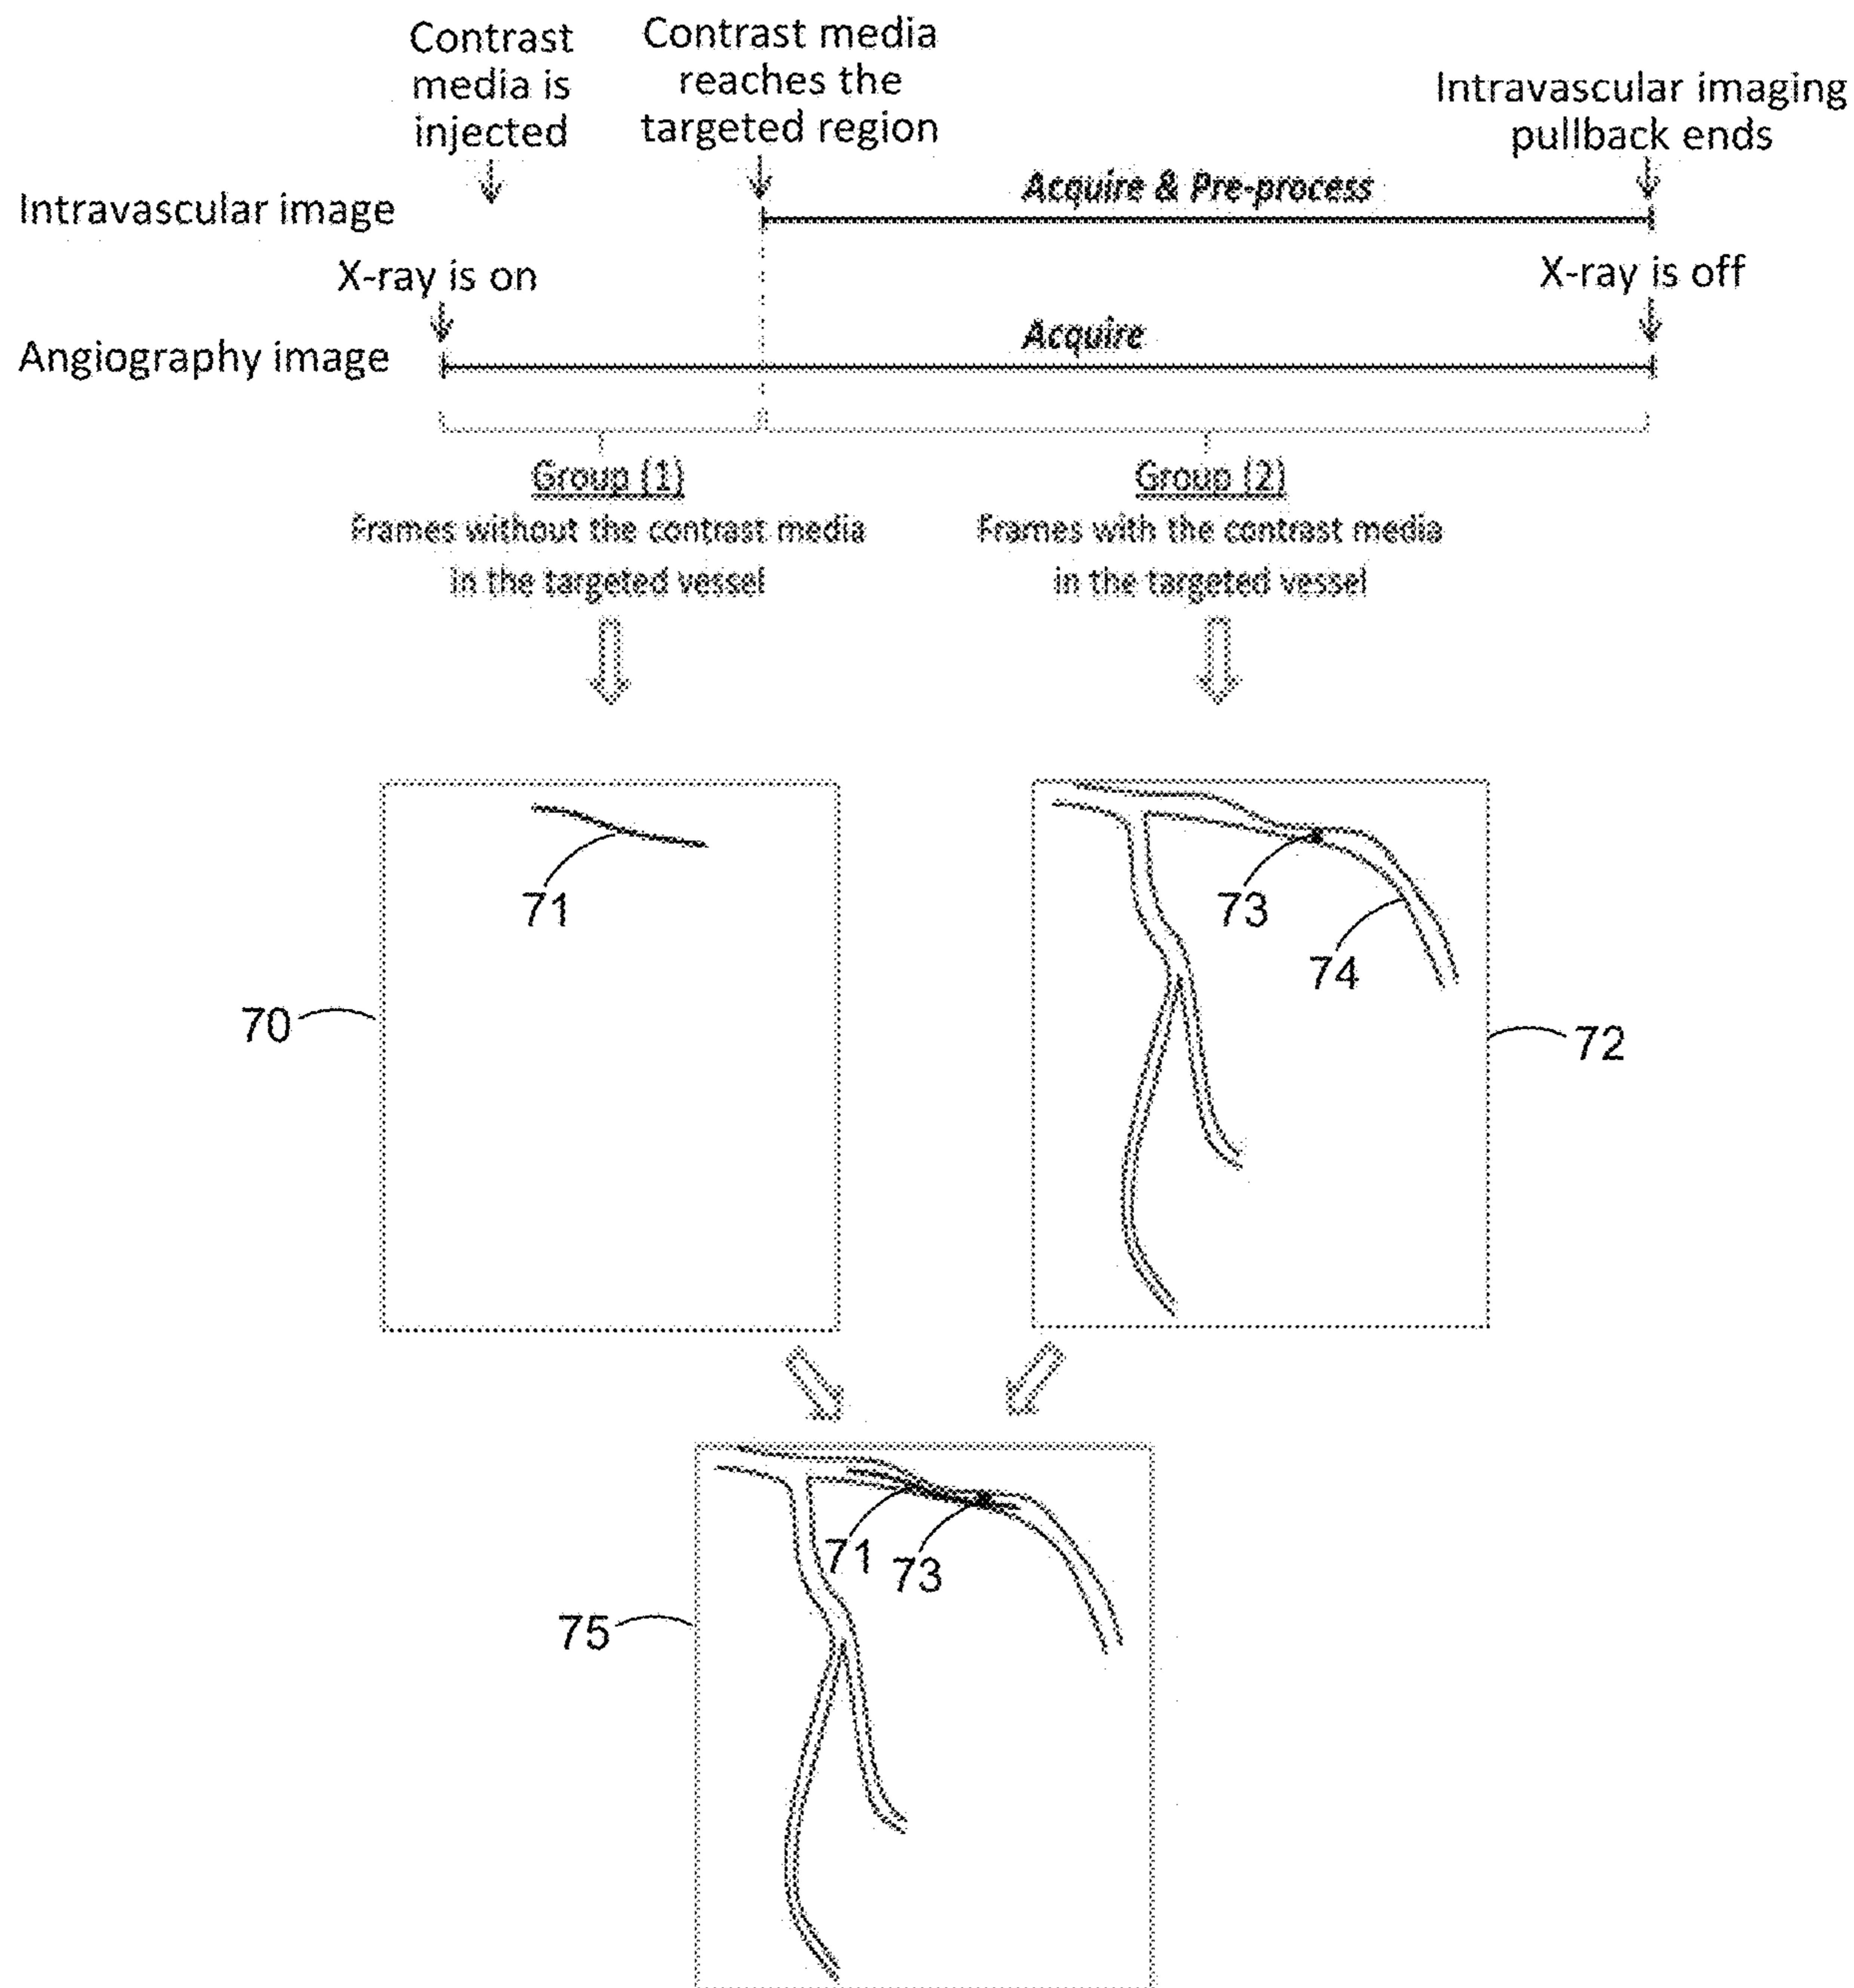 Contrast
media is
injected
Contrast media
reaches the
targeted region
Intravascular imaging
pullback ends
Intravascular image
Acquire & Pre-process
X-ray is on
X-ray is off
Angiography image
Acquire
Group (1)
Frames without the contrast media
in the targeted vessel
Group (2)
Frames with the contrast media
in the targeted vessel
71
73
74
70
72
71
73
75